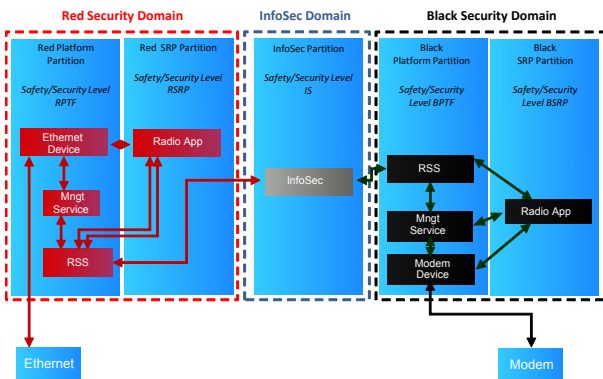 Red Security Domain
InfoSec Domain
Black Security Domain
Red Platform
Partition
Safety/Security Level
RPTF
Red SRP Partition
Safety/Security Level
RSRP
InfoSec Partition
Safety/Security Level
IS
Black
Platform Partition
Safety/Security
Level BPTF
Black
SRP Partition
Safety/Security
Level BSRP
Ethernet
Device
Radio App
Mngt
Service
RSS
InfoSec
RSS
Mngt
Service
Modem
Device
Radio App
Ethernet
Modem